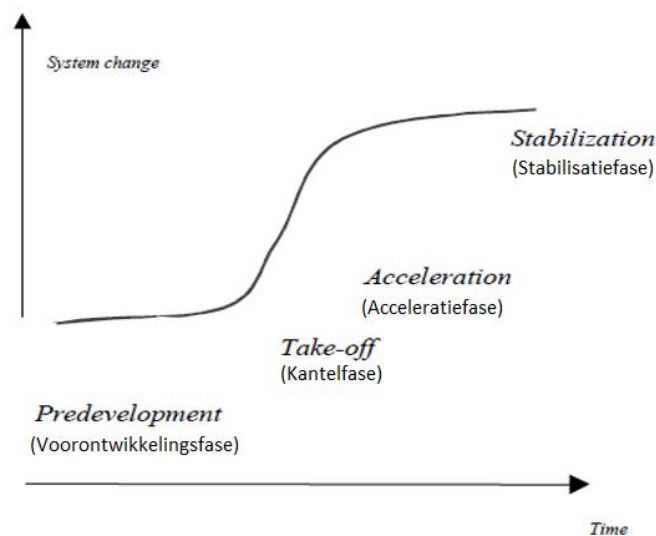 System change
Stabilization
(Stabilisatiefase)
Acceleration
(Acceleratiefase)
Take-off
(Kantelfase)
Predevelopment
(Voorontwikkelingsfase)
Time